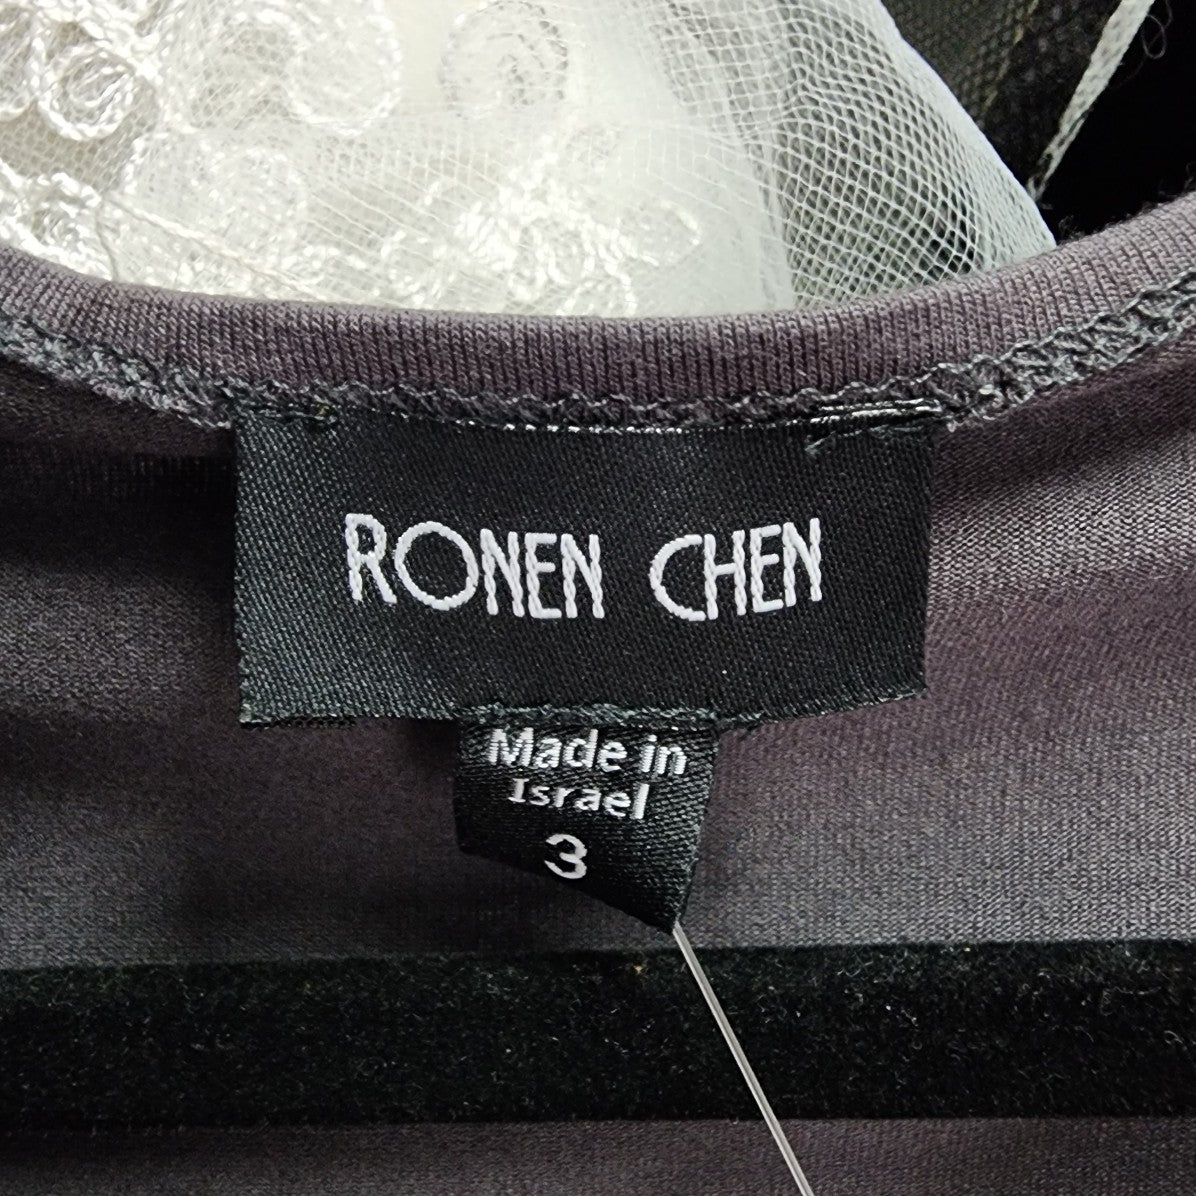 RONEN CHEN
Made in
Israel
3